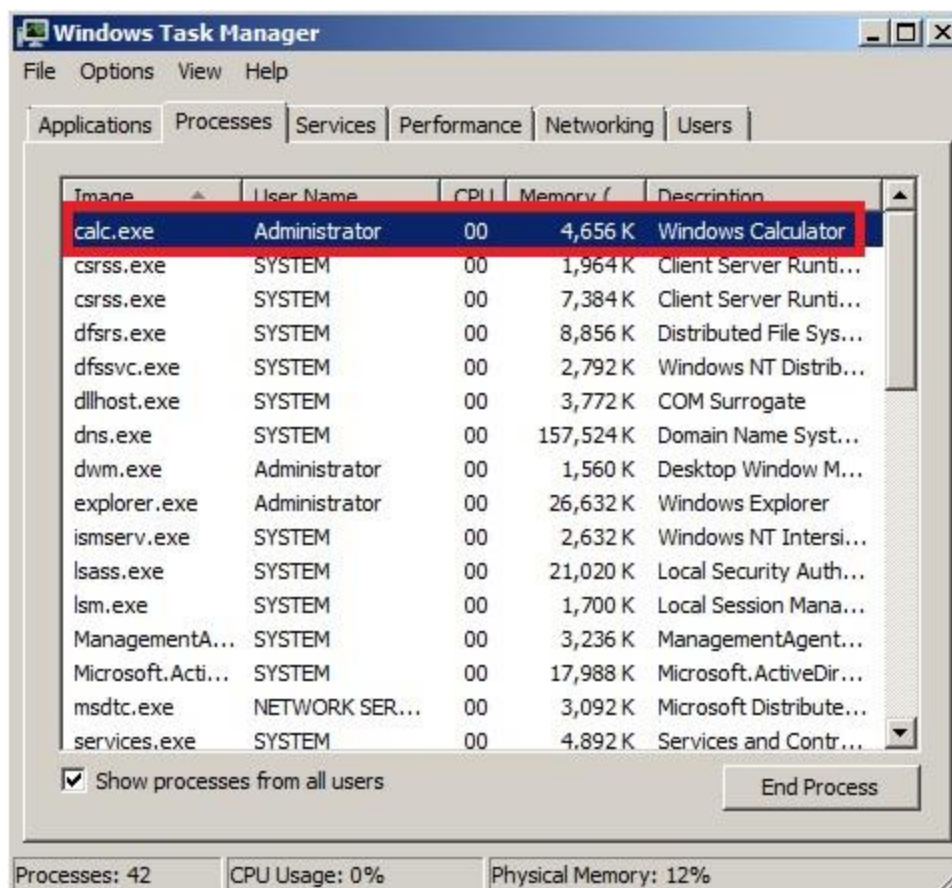 Windows Task Manager
File Options View Help
Applications Processes Services Performance Networking Users
Image User Name CPU Memory ( Description
calc.exe Administrator 00 4,656 K Windows Calculator
csrss.exe SYSTEM 00 1,964 K Client Server Runti...
csrss.exe SYSTEM 00 7,384 K Client Server Runti...
dfsrs.exe SYSTEM 00 8,856 K Distributed File Sys...
dfssvc.exe SYSTEM 00 2,792 K Windows NT Distrib...
dllhost.exe SYSTEM 00 3,772 K COM Surrogate
dns.exe SYSTEM 00 157,524 K Domain Name Syst...
dwm.exe Administrator 00 1,560 K Desktop Window M...
explorer.exe Administrator 00 26,632 K Windows Explorer
ismserv.exe SYSTEM 00 2,632 K Windows NT Intersi...
lsass.exe SYSTEM 00 21,020 K Local Security Auth...
lsm.exe SYSTEM 00 1,700 K Local Session Mana...
ManagementA... SYSTEM 00 3,236 K ManagementAgent...
Microsoft.Acti... SYSTEM 00 17,988 K Microsoft.ActiveDir...
msdtc.exe NETWORK SER... 00 3,092 K Microsoft Distribute...
services.exe SYSTEM 00 4,892 K Services and Contr...
Show processes from all users End Process
Processes: 42 CPU Usage: 0% Physical Memory: 12%